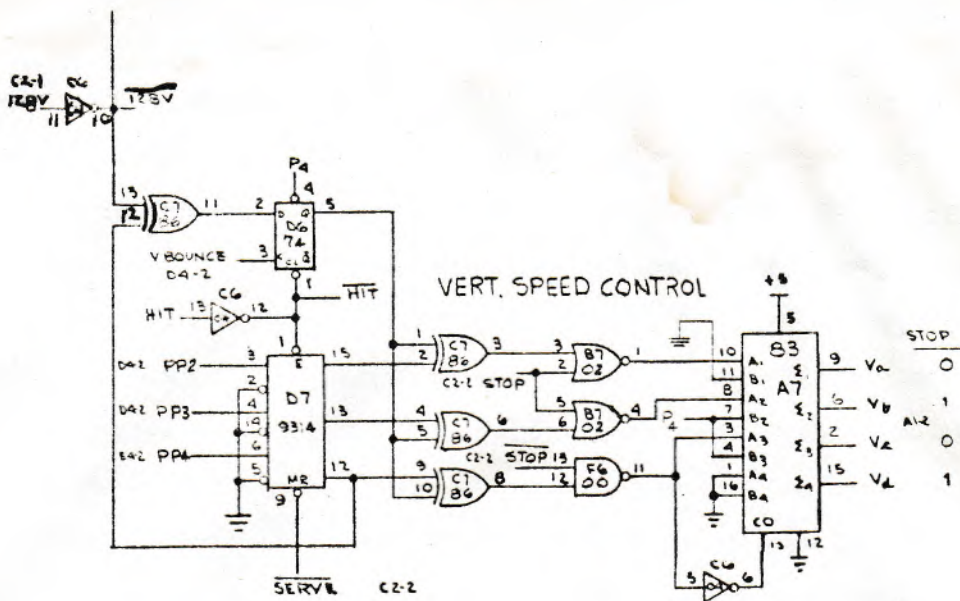 C2-1
C6
128V
11
10
128V
P4
4
13
12
C7
86
11
2
D
Q
5
D6
74
3
C
CL
Q
V BOUNCE
D4-2
1
HIT
VERT. SPEED CONTROL
HIT
13
C6
04
12
1
E
D4-2 PP2
3
15
2
D7
9314
D4-2 PP3
4
13
14
D4-2 PP4
6
5
MR
12
9
SERVE C2-2
1
2
C7
86
3
4
5
C7
86
6
9
10
C7
86
8
C2-2 STOP
3
2
B7
02
1
5
6
B7
02
4
C2-2 STOP
13
12
F6
00
11
5
C6
6
+5
5
83
A7
P4
10 A1
11 B1
8 A2
7 B2
3 A3
4 B3
1 A4
16 B4
CO
13
12
Σ1 9 Va
Σ2 6 Vb
Σ3 2 Vc
Σ4 15 Vd
A1-2
STOP
0
1
0
1